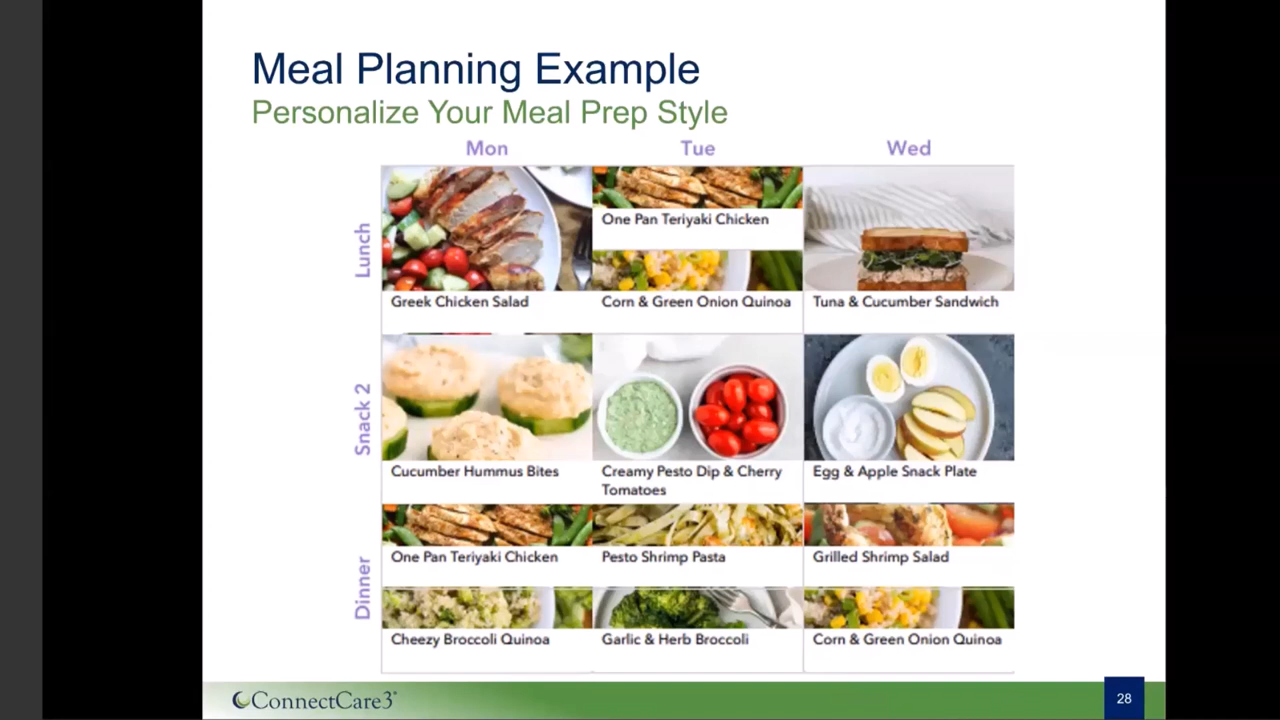 Meal Planning Example
Personalize Your Meal Prep Style
Mon
Tue
Wed
Lunch
One Pan Teriyaki Chicken
Greek Chicken Salad
Corn & Green Onion Quinoa
Tuna & Cucumber Sandwich
Snack 2
Cucumber Hummus Bites
Creamy Pesto Dip & Cherry
Tomatoes
Egg & Apple Snack Plate
Dinner
One Pan Teriyaki Chicken
Pesto Shrimp Pasta
Grilled Shrimp Salad
Cheezy Broccoli Quinoa
Garlic & Herb Broccoli
Corn & Green Onion Quinoa
ConnectCare3
28